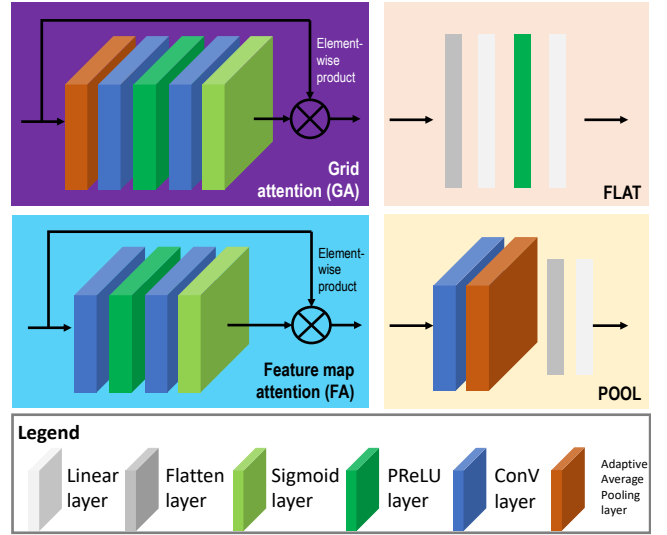 Element-
wise
product
Grid
attention (GA)
FLAT
Element-
wise
product
Feature map
attention (FA)
POOL
Legend
Linear
layer
Flatten
layer
Sigmoid
layer
PReLU
layer
ConV
layer
Adaptive
Average
Pooling
layer